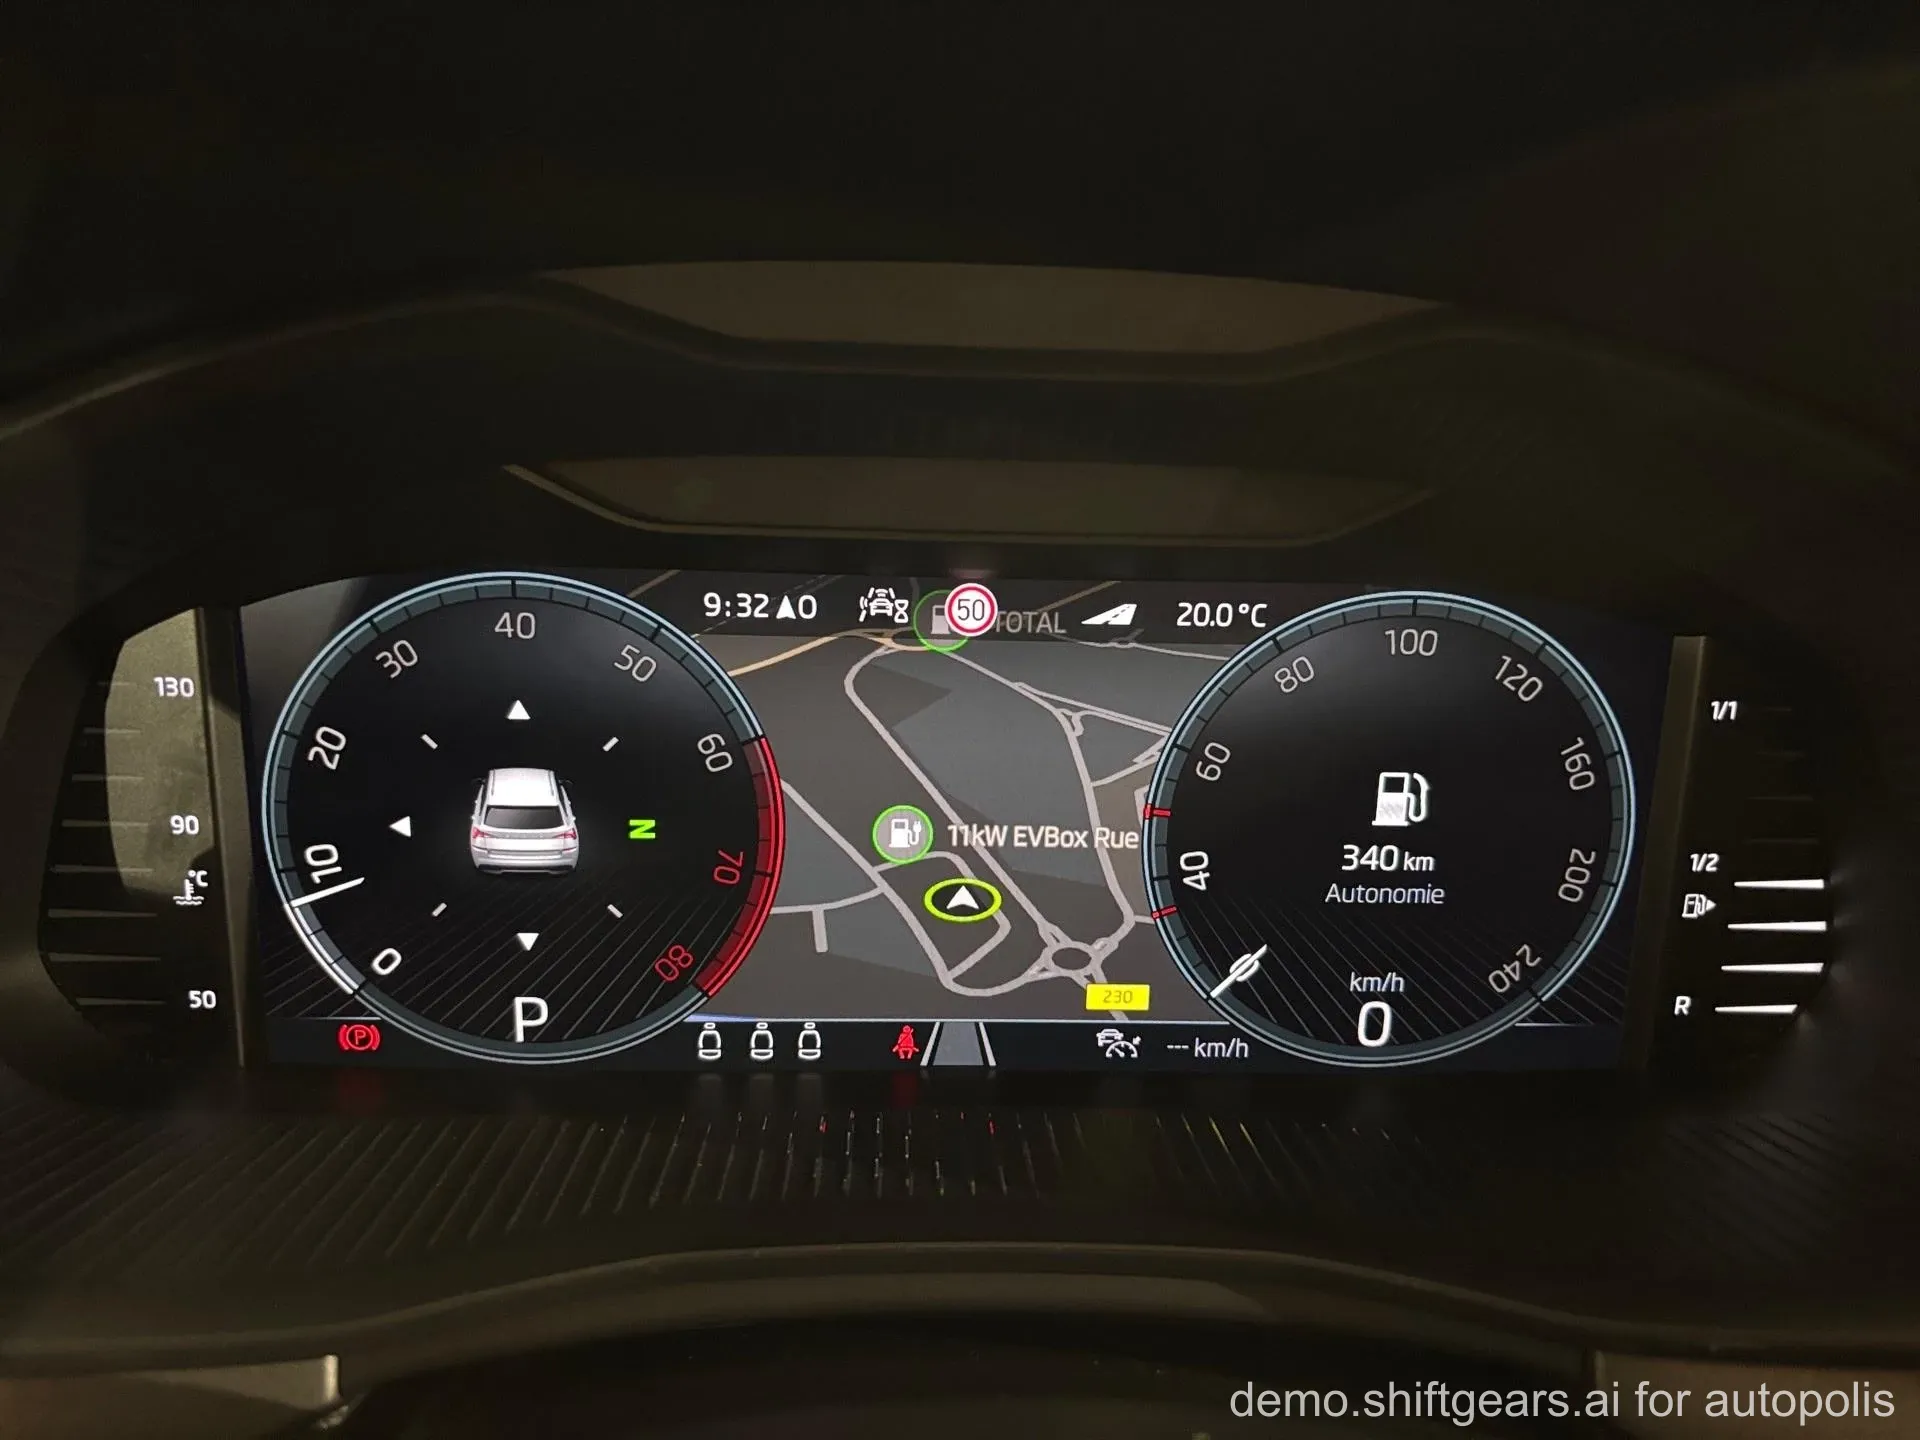 9:32 0
50
TOTAL
20.0°C
130
90
°C
50
0
10
20
30
40
50
60
70
80
N
P
11kW EVBox Rue
230
--- km/h
40
60
80
100
120
160
200
240
340 km
Autonomie
km/h
0
1/1
1/2
R
(P)
demo.shiftgears.ai for autopolis